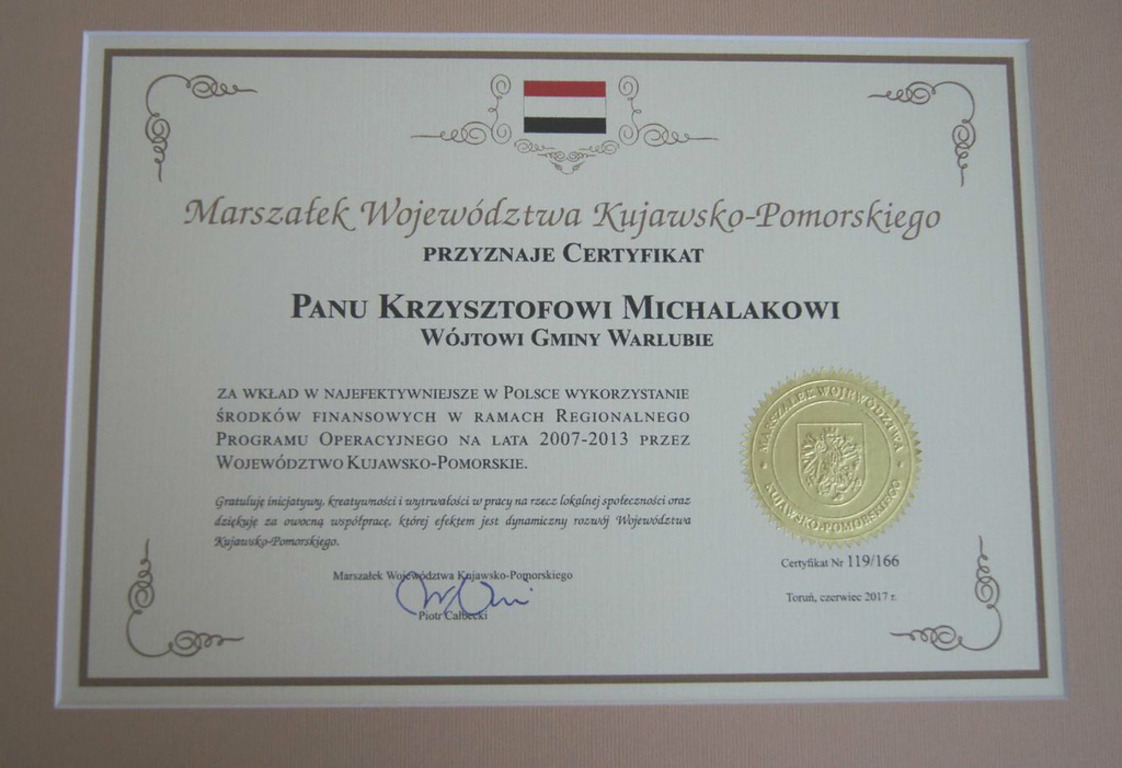 Marszałek Województwa Kujawsko-Pomorskiego
PRZYZNAJE CERTYFIKAT
PANU KRZYSZTOFOWI MICHALAKOWI
WÓJTOWI GMINY WARLUBIE
ZA WKŁAD W NAJEFEKTYWNIEJSZE W POLSCE WYKORZYSTANIE
ŚRODKÓW FINANSOWYCH W RAMACH REGIONALNEGO
PROGRAMU OPERACYJNEGO NA LATA 2007-2013 PRZEZ
WOJEWÓDZTWO KUJAWSKO-POMORSKIE.
Gratuluję inicjatywy, kreatywności i wytrwałości w pracy na rzecz lokalnej społeczności oraz
dziękuję za owocną współpracę, której efektem jest dynamiczny rozwój Województwa
Kujawsko-Pomorskiego.
Marszałek Województwa Kujawsko-Pomorskiego
Piotr Całbecki
MARSZAŁEK WOJEWÓDZTWA
KUJAWSKO-POMORSKIEGO
Certyfikat Nr 119/166
Toruń, czerwiec 2017 r.